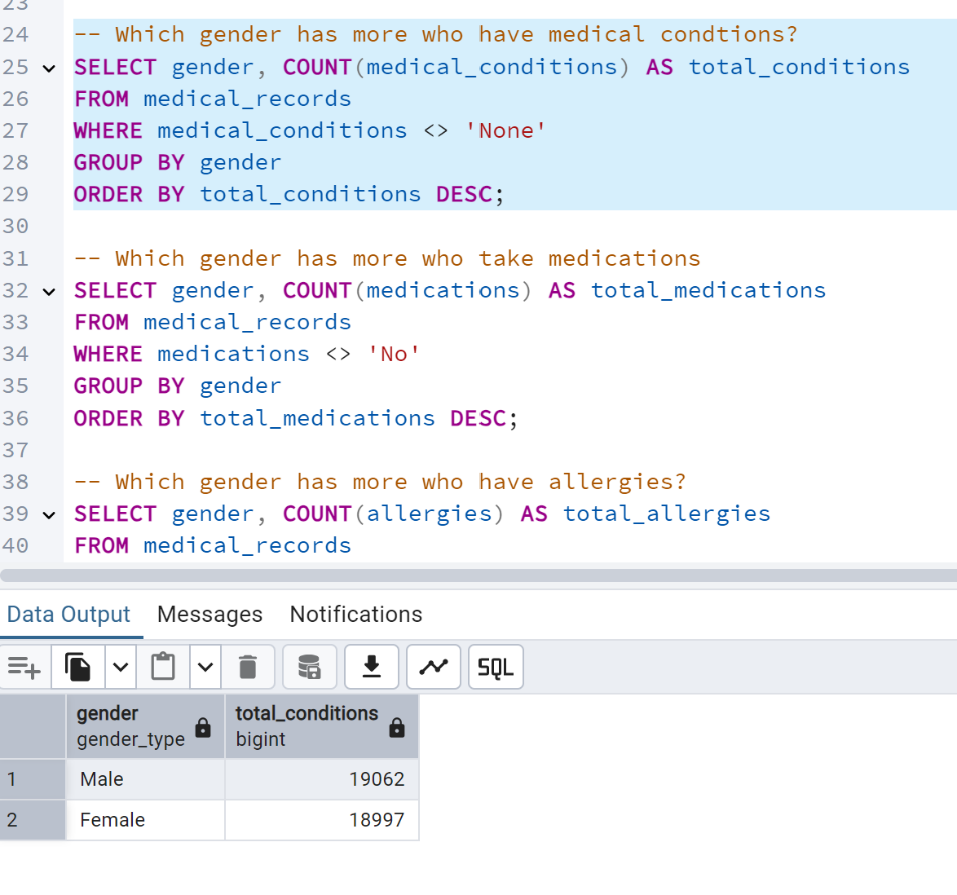 23
24 -- Which gender has more who have medical condtions?
25 SELECT gender, COUNT(medical_conditions) AS total_conditions
26 FROM medical_records
27 WHERE medical_conditions <> 'None'
28 GROUP BY gender
29 ORDER BY total_conditions DESC;
30
31 -- Which gender has more who take medications
32 SELECT gender, COUNT(medications) AS total_medications
33 FROM medical_records
34 WHERE medications <> 'No'
35 GROUP BY gender
36 ORDER BY total_medications DESC;
37
38 -- Which gender has more who have allergies?
39 SELECT gender, COUNT(allergies) AS total_allergies
40 FROM medical_records
Data Output Messages Notifications
SQL
gender total_conditions
gender_type bigint
1 Male 19062
2 Female 18997